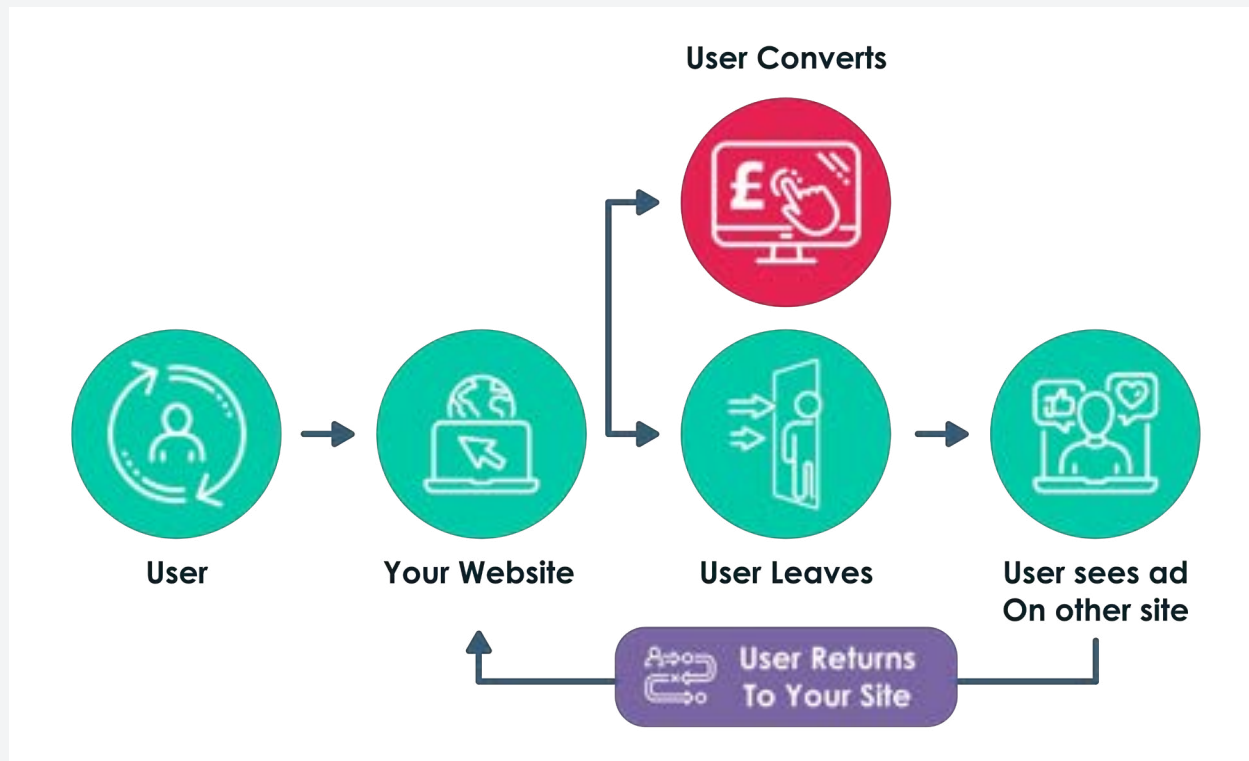 User Converts
£
User
Your Website
User Leaves
User sees ad
On other site
User Returns
To Your Site